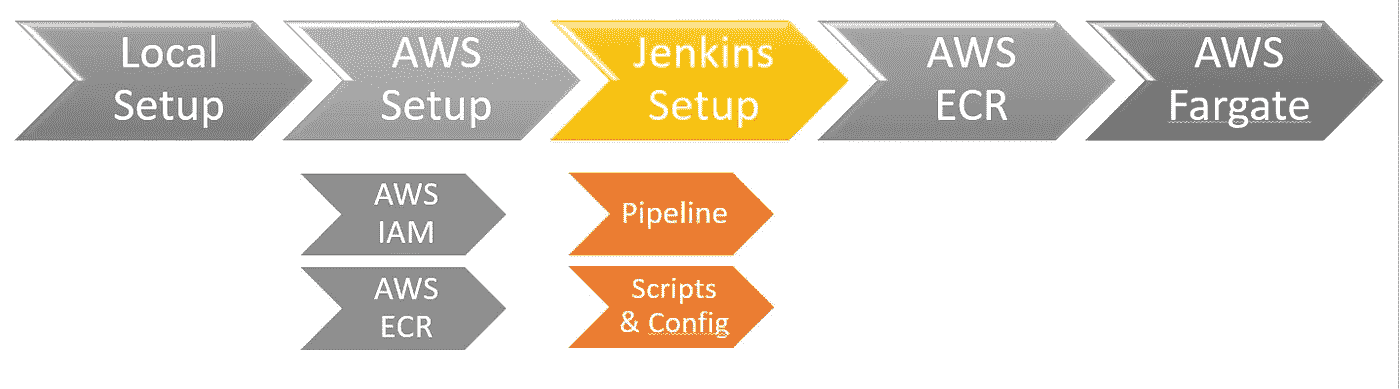 Local
Setup
AWS
Setup
Jenkins
Setup
AWS
ECR
AWS
Fargate
AWS
IAM
AWS
ECR
Pipeline
Scripts
& Config